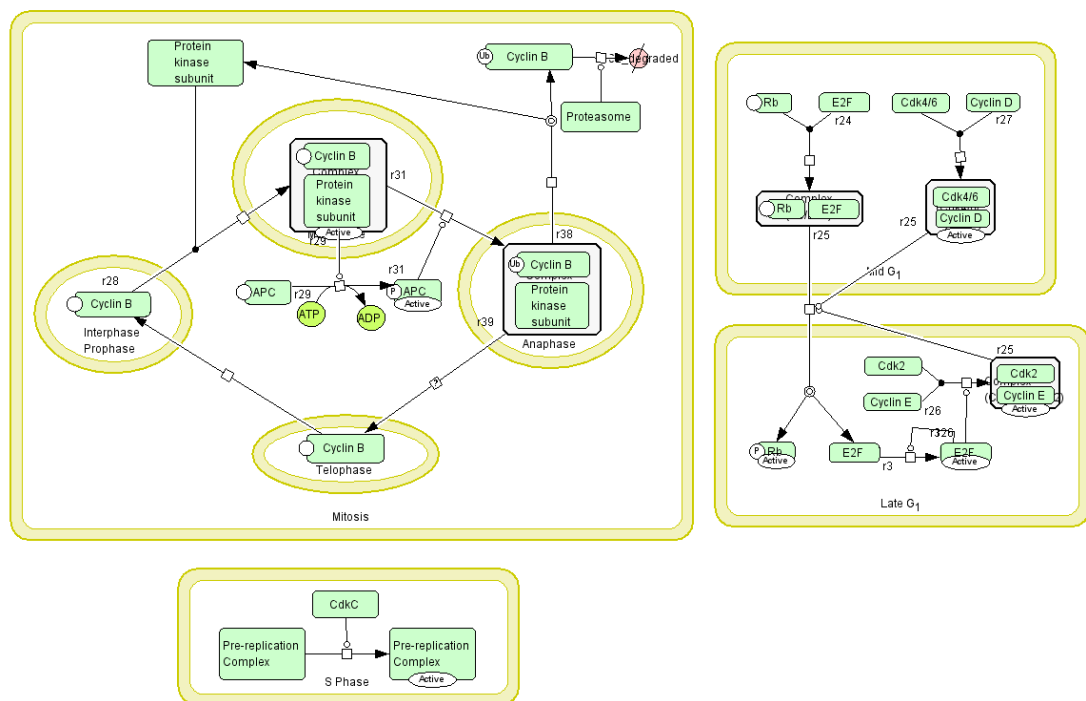 Protein
kinase
subunit
Ub
Cyclin B
degraded
Proteasome
Cyclin B
Complex
Protein
kinase
subunit
Active
r31
r29
r38
Ub
Cyclin B
Complex
Protein
kinase
subunit
Anaphase
r39
r28
Cyclin B
Interphase
Prophase
APC
r29
ATP
ADP
r31
P
APC
Active
Cyclin B
Telophase
Mitosis
Rb
E2F
r24
Cdk4/6
Cyclin D
r27
Complex
Rb
E2F
r25
Cdk4/6
Cyclin D
Active
r25
Mid G1
r25
Cdk2
Cyclin E
r26
Cdk2
Complex
Cyclin E
Active
P
Rb
Active
E2F
r3
E2F
Active
Late G1
CdkC
Pre-replication
Complex
Pre-replication
Complex
Active
S Phase